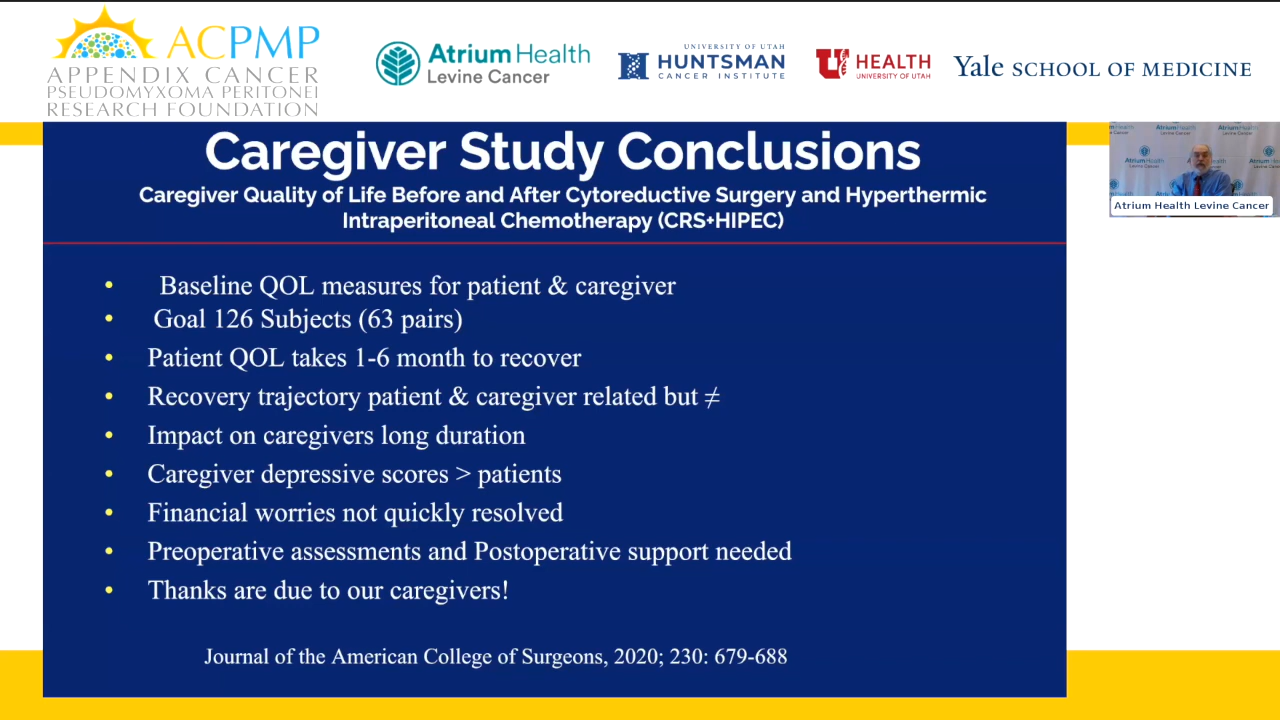 ACPMP
APPENDIX CANCER
PSEUDOMYXOMA PERITONEI
RESEARCH FOUNDATION
Atrium Health
Levine Cancer
UNIVERSITY OF UTAH
HUNTSMAN
CANCER INSTITUTE
U
HEALTH
UNIVERSITY OF UTAH
Yale SCHOOL OF MEDICINE
Caregiver Study Conclusions
Caregiver Quality of Life Before and After Cytoreductive Surgery and Hyperthermic
Intraperitoneal Chemotherapy (CRS+HIPEC)
• Baseline QOL measures for patient & caregiver
• Goal 126 Subjects (63 pairs)
• Patient QOL takes 1-6 month to recover
• Recovery trajectory patient & caregiver related but ≠
• Impact on caregivers long duration
• Caregiver depressive scores > patients
• Financial worries not quickly resolved
• Preoperative assessments and Postoperative support needed
• Thanks are due to our caregivers!
Journal of the American College of Surgeons, 2020; 230: 679-688
AtriumHealth
Levine Cancer
Atrium Health Levine Cancer